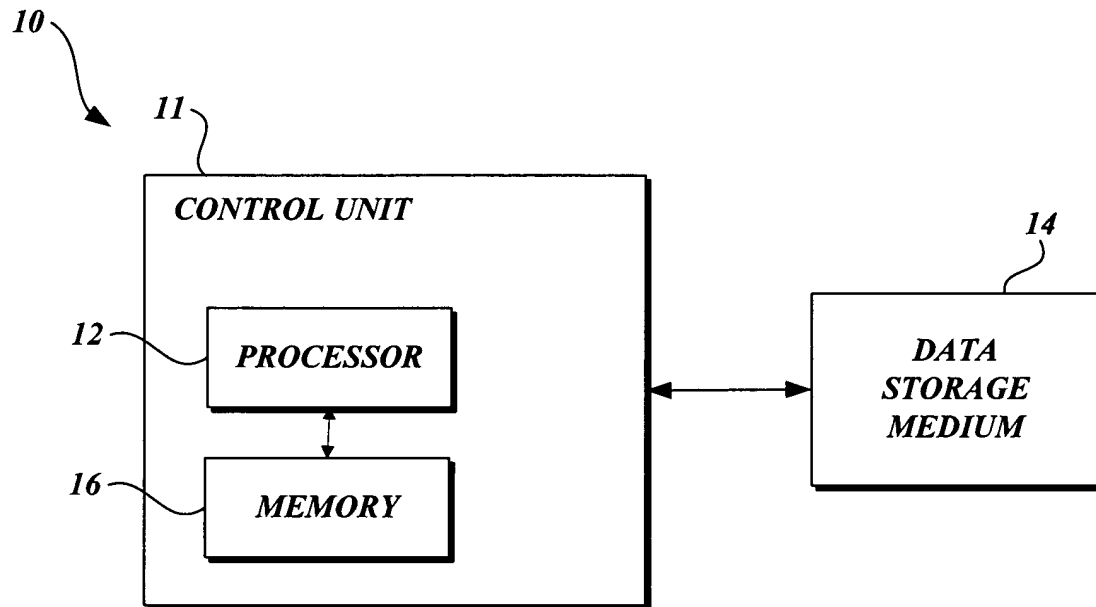 10
11
CONTROL UNIT
14
12
PROCESSOR
DATA
STORAGE
MEDIUM
16
MEMORY